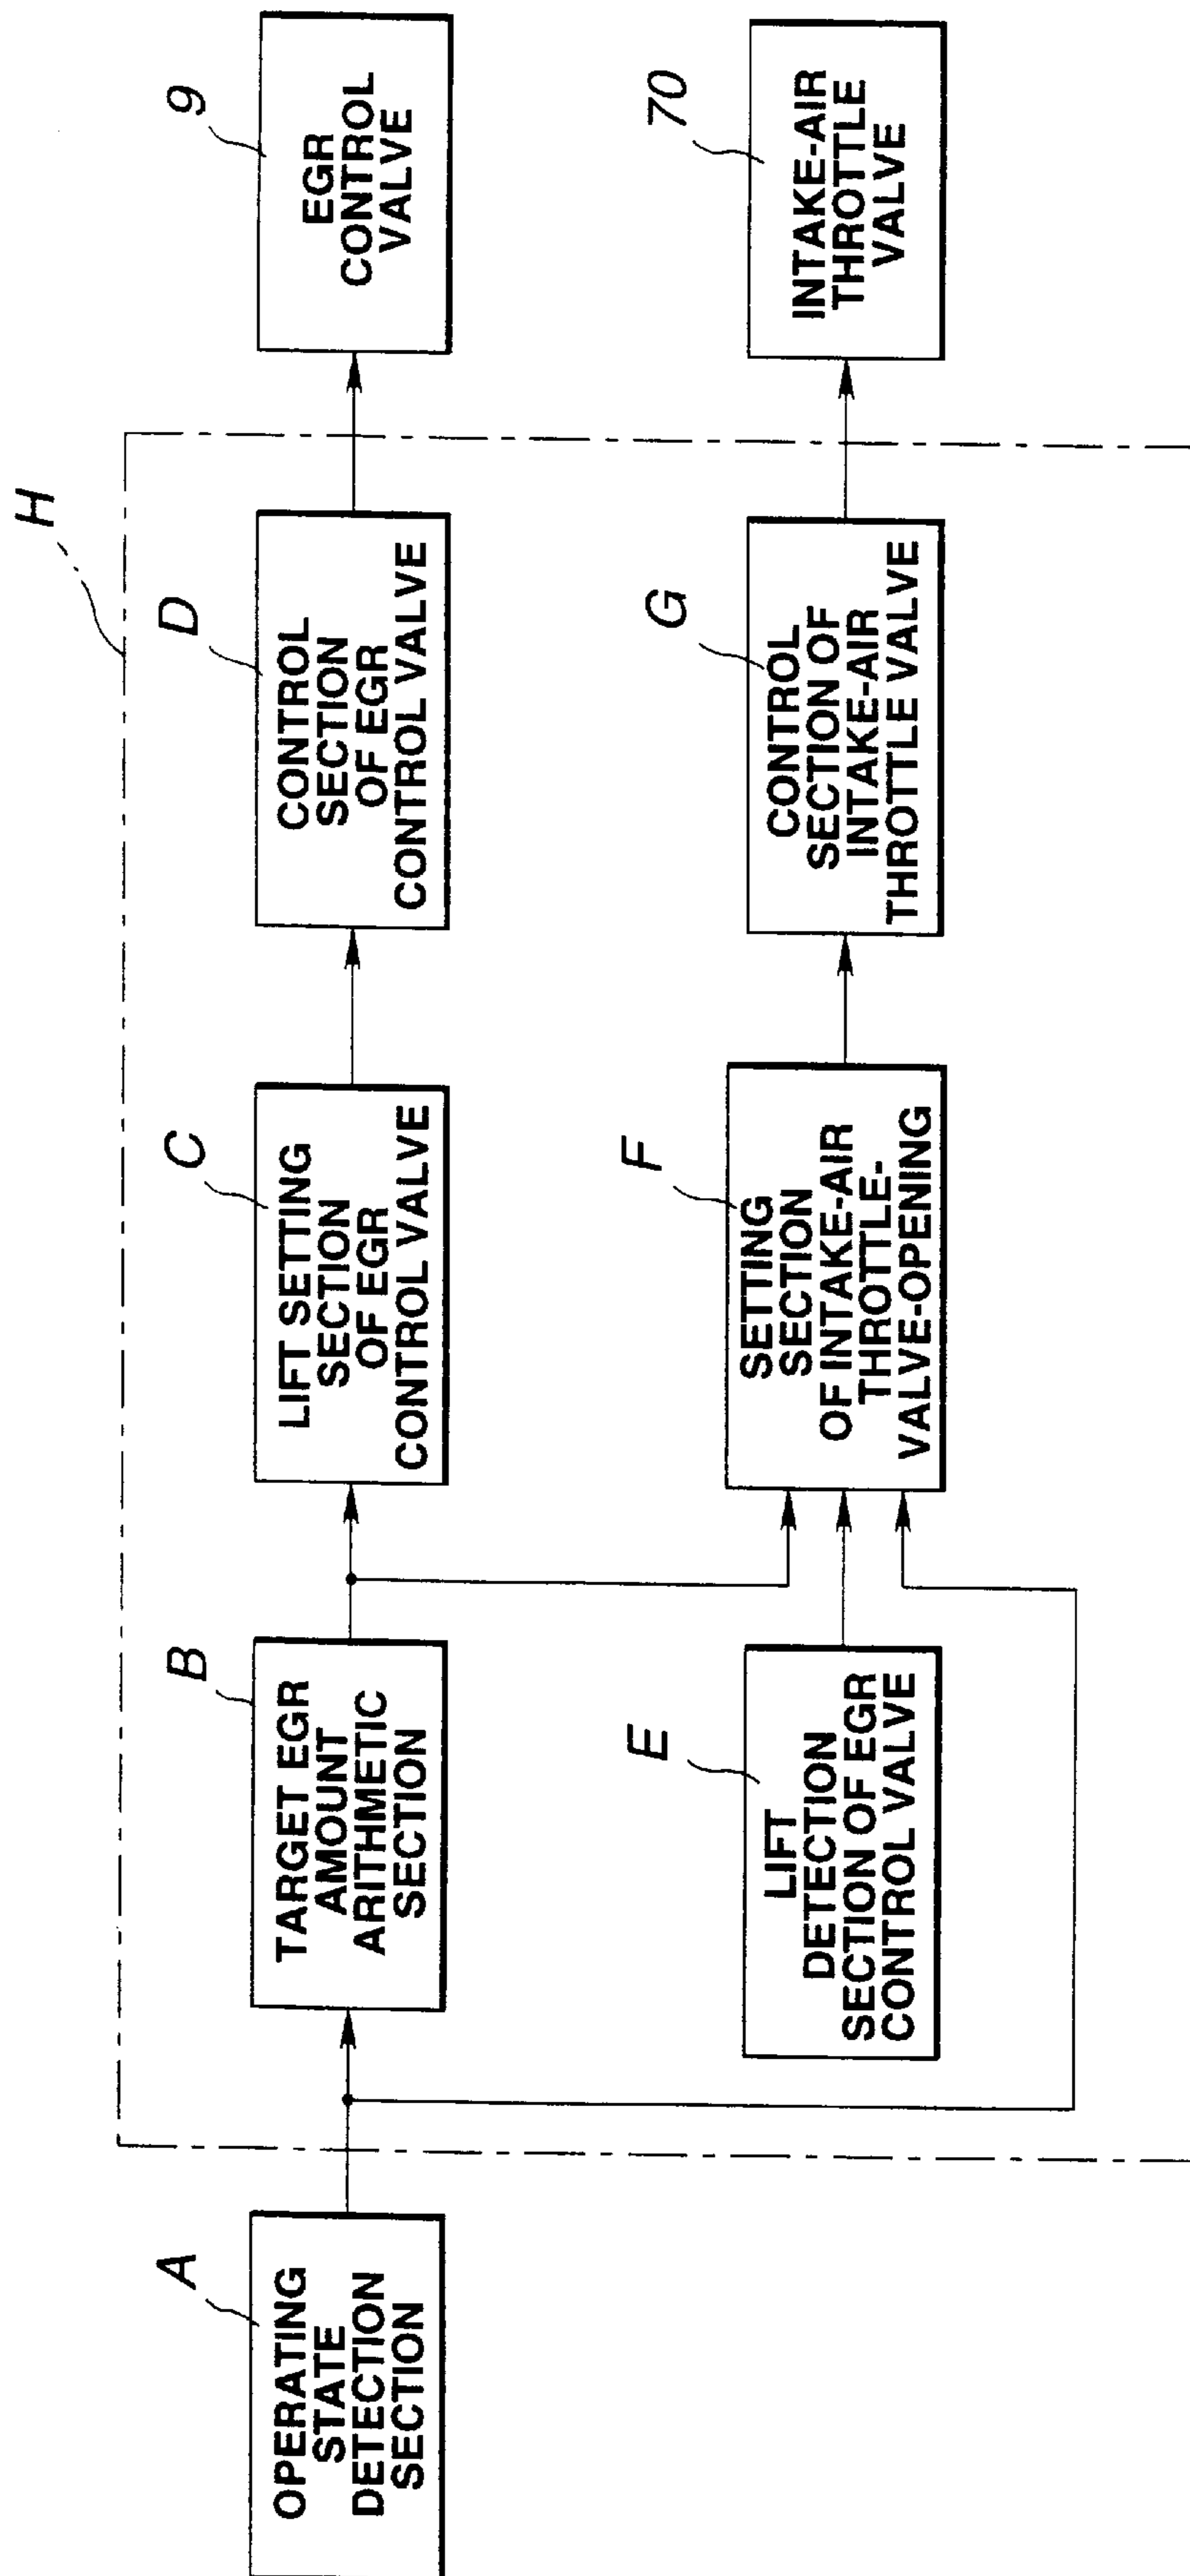 H
A
OPERATING
STATE
DETECTION
SECTION
B
TARGET EGR
AMOUNT
ARITHMETIC
SECTION
C
LIFT SETTING
SECTION
OF EGR
CONTROL VALVE
D
CONTROL
SECTION
OF EGR
CONTROL VALVE
9
EGR
CONTROL
VALVE
E
LIFT
DETECTION
SECTION OF EGR
CONTROL VALVE
F
SETTING
SECTION
OF INTAKE-AIR
THROTTLE-
VALVE-OPENING
G
CONTROL
SECTION OF
INTAKE-AIR
THROTTLE VALVE
70
INTAKE-AIR
THROTTLE
VALVE